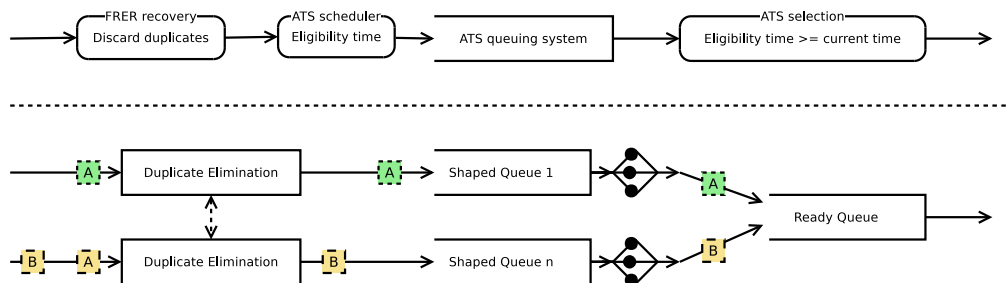 FRER recovery
Discard duplicates
ATS scheduler
Eligibility time
ATS queuing system
ATS selection
Eligibility time >= current time
A
Duplicate Elimination
A
Shaped Queue 1
A
Ready Queue
B
A
Duplicate Elimination
B
Shaped Queue n
B